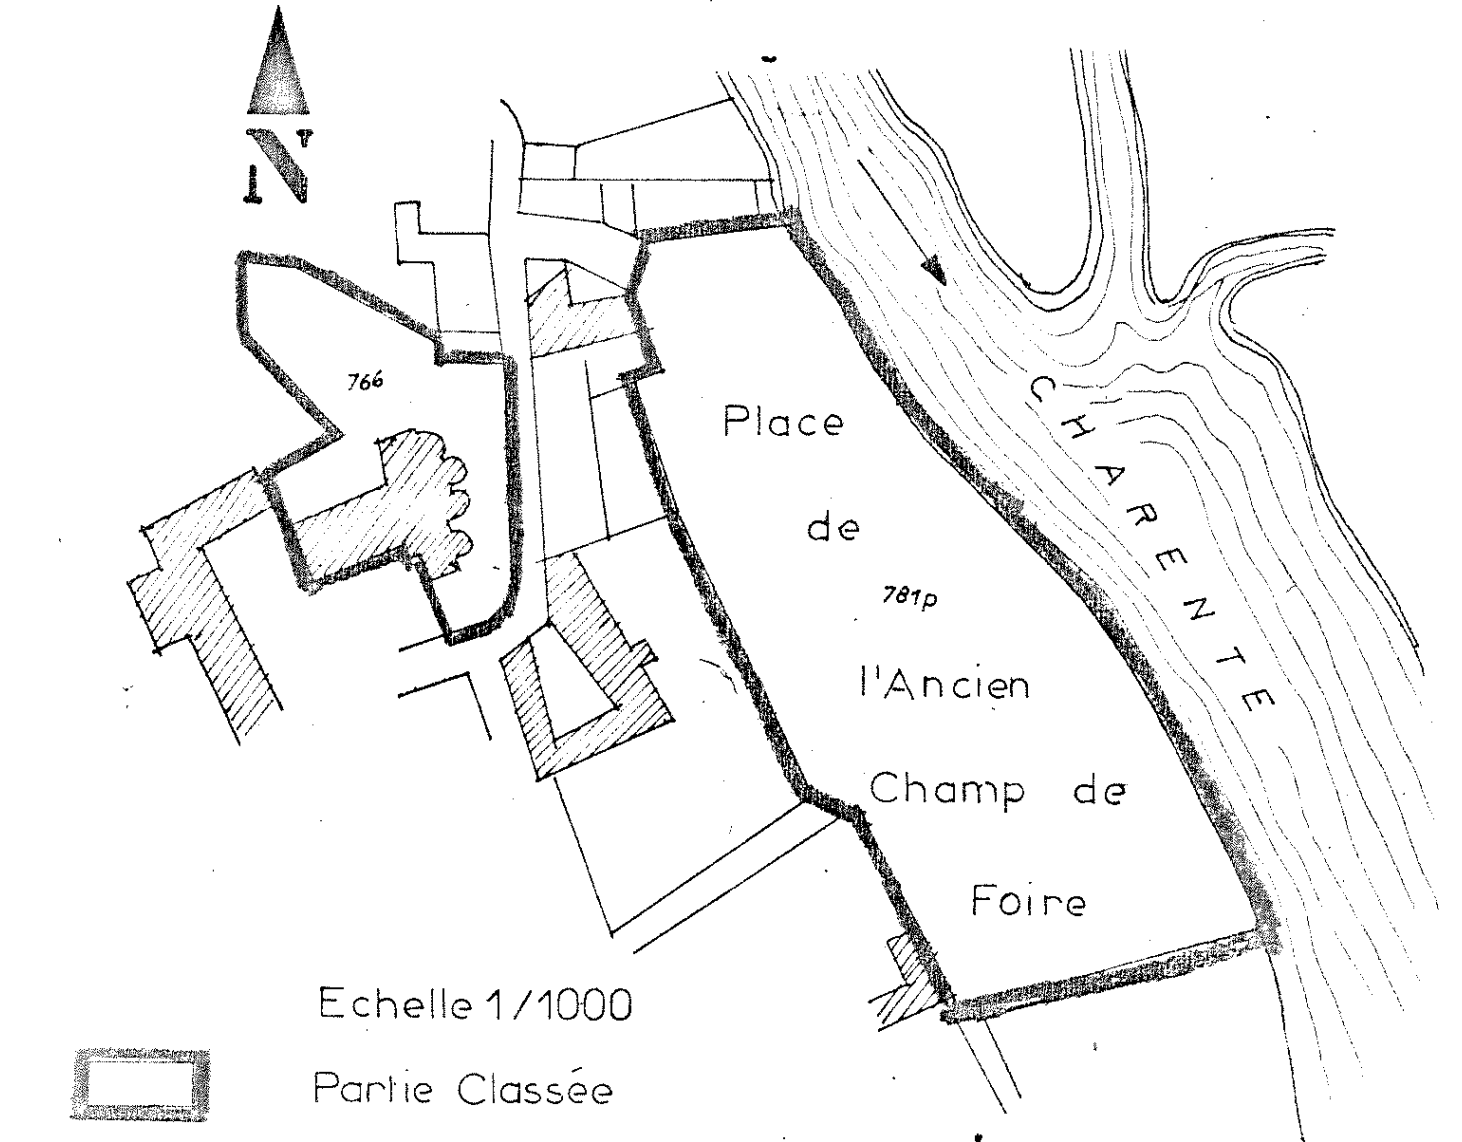 N
766
Place
de
781p
l'Ancien
Champ de
Foire
CHARENTE
Echelle 1/1000
Partie Classée